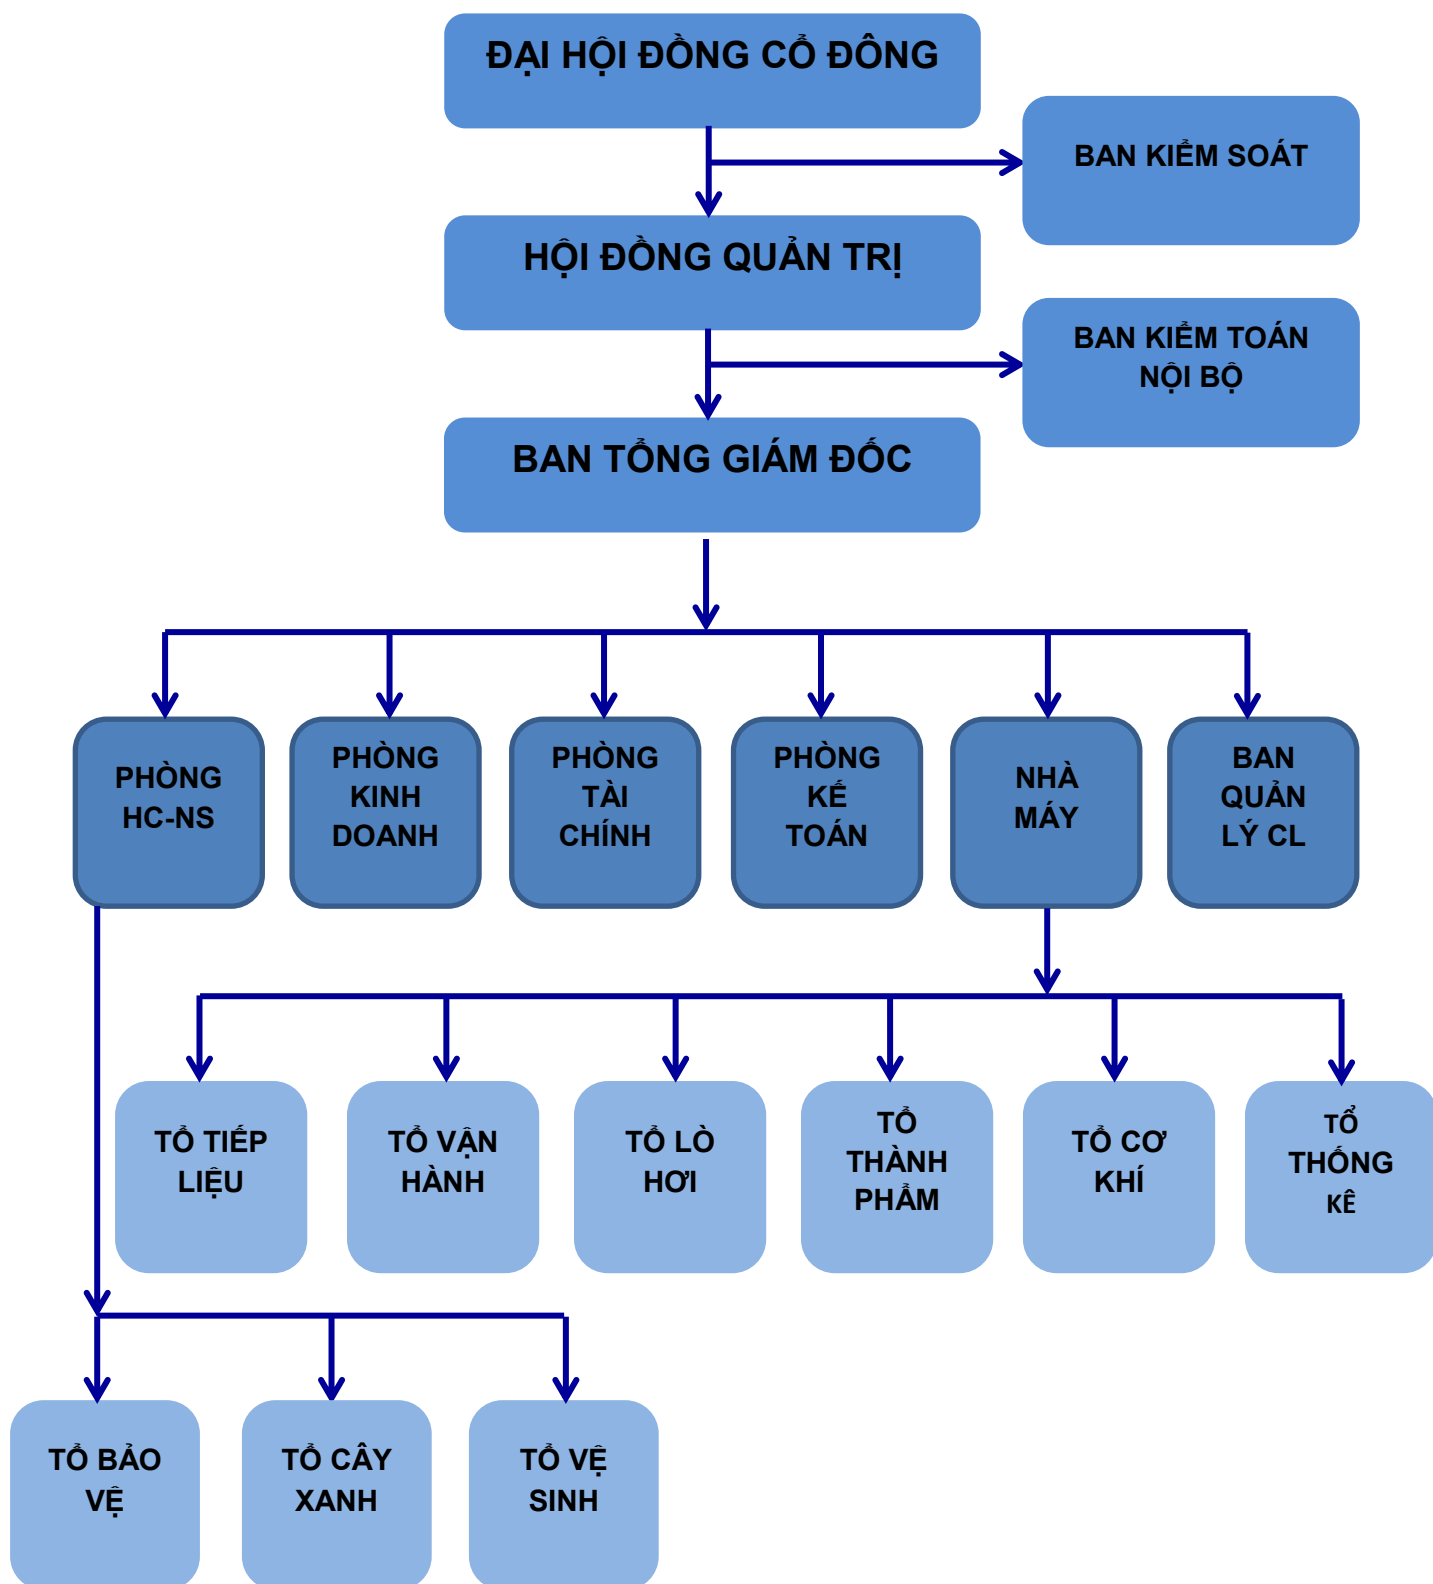 ĐẠI HỘI ĐỒNG CỔ ĐÔNG
BAN KIỂM SOÁT
HỘI ĐỒNG QUẢN TRỊ
BAN KIỂM TOÁN
NỘI BỘ
BAN TỔNG GIÁM ĐỐC
PHÒNG
HC-NS
PHÒNG
KINH
DOANH
PHÒNG
TÀI
CHÍNH
PHÒNG
KẾ
TOÁN
NHÀ
MÁY
BAN
QUẢN
LÝ CL
TỔ TIẾP
LIỆU
TỔ VẬN
HÀNH
TỔ LÒ
HƠI
TỔ
THÀNH
PHẨM
TỔ CƠ
KHÍ
TỔ
THỐNG
KÊ
TỔ BẢO
VỆ
TỔ CÂY
XANH
TỔ VỆ
SINH